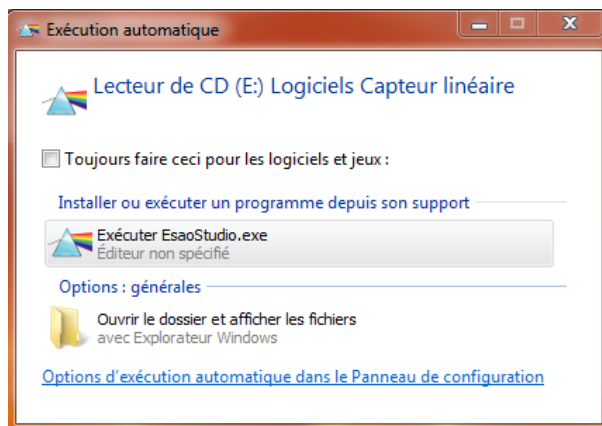 Exécution automatique
Lecteur de CD (E:) Logiciels Capteur linéaire
Toujours faire ceci pour les logiciels et jeux :
Installer ou exécuter un programme depuis son support
Exécuter EsaoStudio.exe
Éditeur non spécifié
Options : générales
Ouvrir le dossier et afficher les fichiers
avec Explorateur Windows
Options d'exécution automatique dans le Panneau de configuration